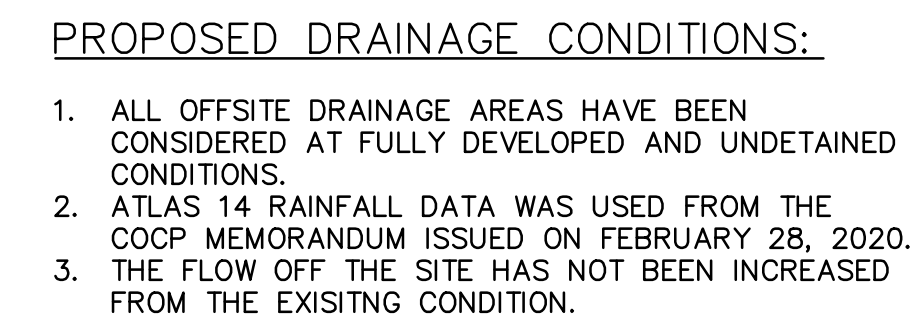 PROPOSED DRAINAGE CONDITIONS:
1. ALL OFFSITE DRAINAGE AREAS HAVE BEEN
CONSIDERED AT FULLY DEVELOPED AND UNDETAINED
CONDITIONS.
2. ATLAS 14 RAINFALL DATA WAS USED FROM THE
COCP MEMORANDUM ISSUED ON FEBRUARY 28, 2020.
3. THE FLOW OFF THE SITE HAS NOT BEEN INCREASED
FROM THE EXISITNG CONDITION.